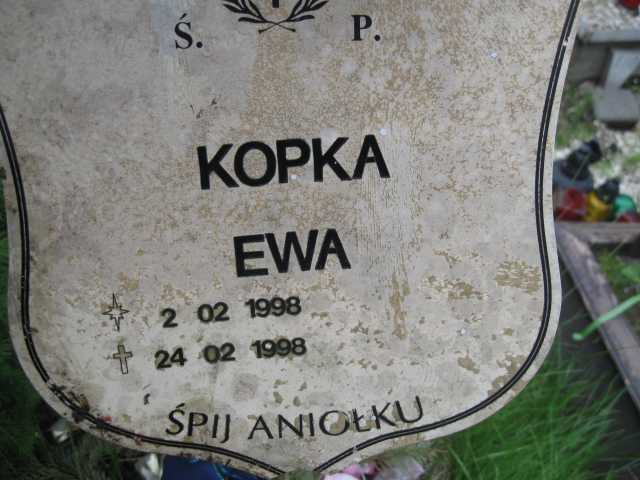 Ś. P.
KOPKA
EWA
2 02 1998
24 02 1998
ŚPIJ ANIOŁKU